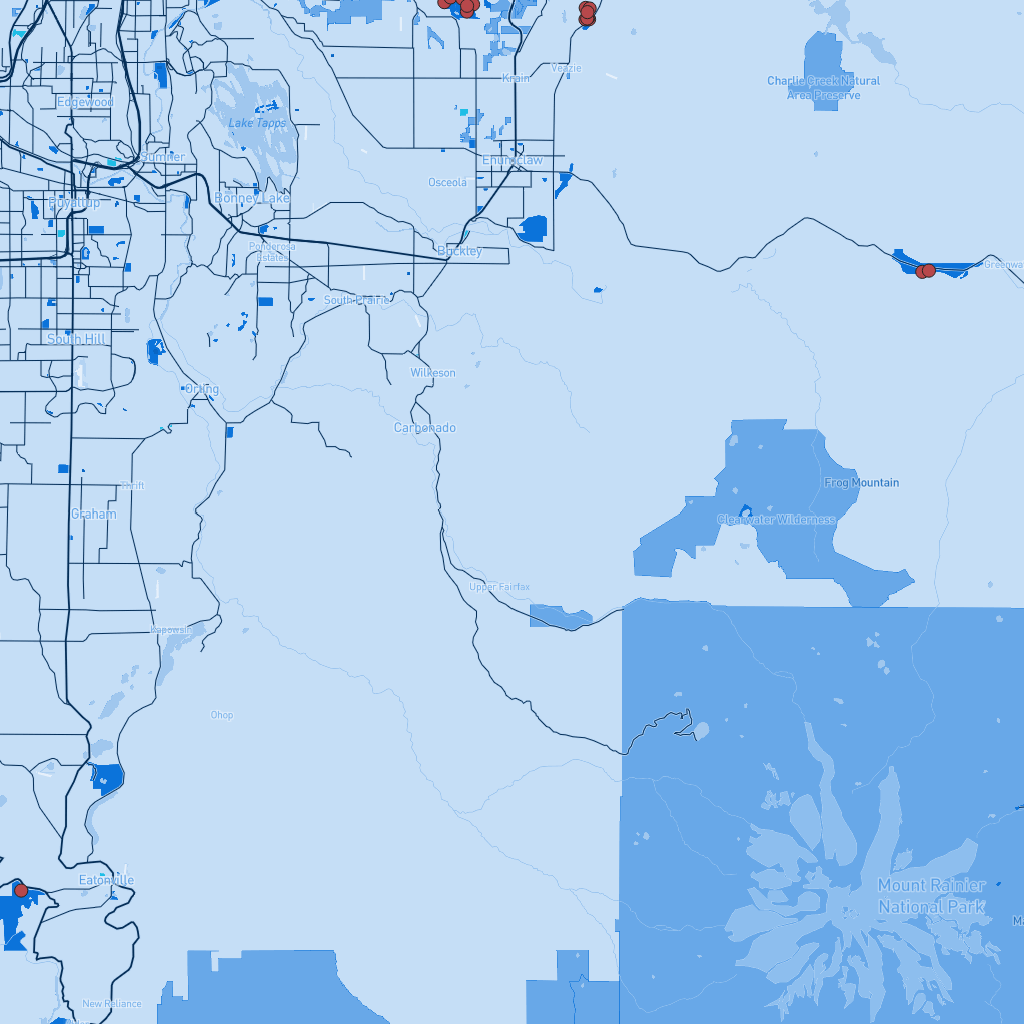 Krain
Veazie
Charlie Creek Natural
Area Preserve
Edgewood
Lake Tapps
Sumner
Enumclaw
Osceola
Puyallup
Bonney Lake
Buckley
Ponderosa
Estates
Greenwat
South Prairie
South Hill
Wilkeson
Orting
Carbonado
Thrift
Frog Mountain
Graham
Clearwater Wilderness
Upper Fairfax
Kapowsin
Ohop
Eatonville
Mount Rainier
National Park
Ma
New Reliance